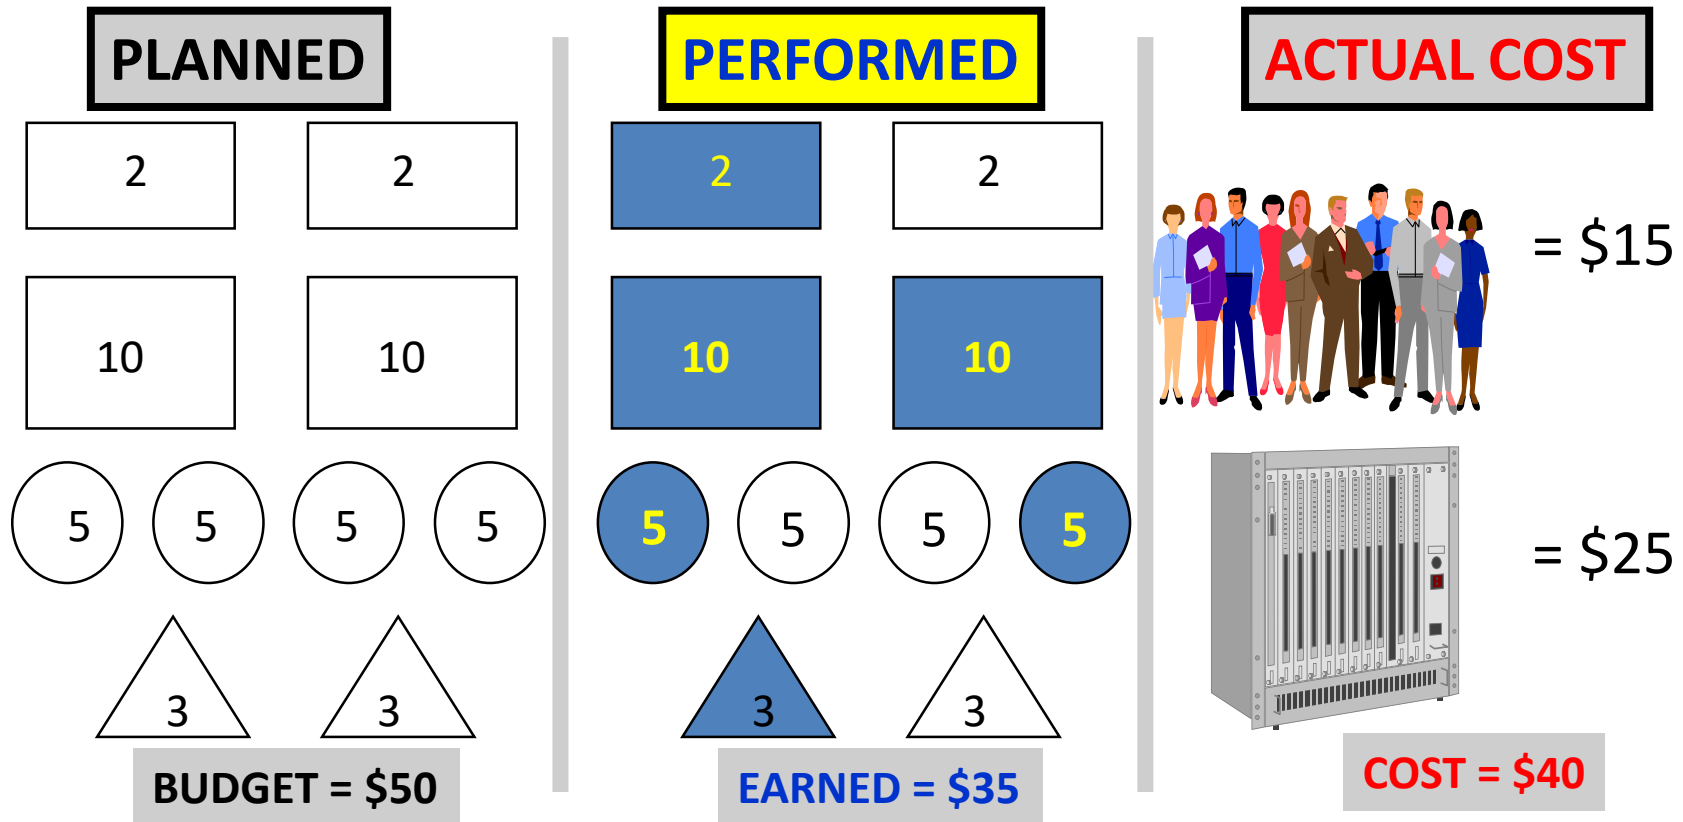 PLANNED
2 2
10 10
5 5 5 5
3 3
BUDGET = $50
PERFORMED
2 2
10 10
5 5 5 5
3 3
EARNED = $35
ACTUAL COST
= $15
= $25
COST = $40